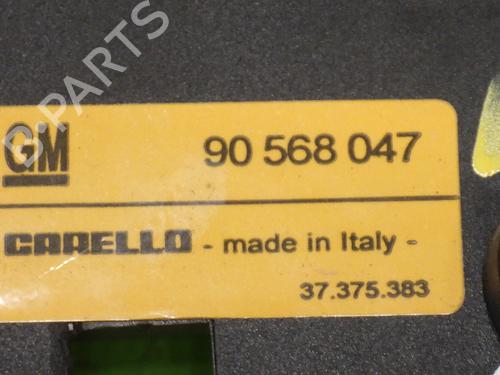 B-PARTS
GM 90 568 047
CARELLO - made in Italy -
37.375.383